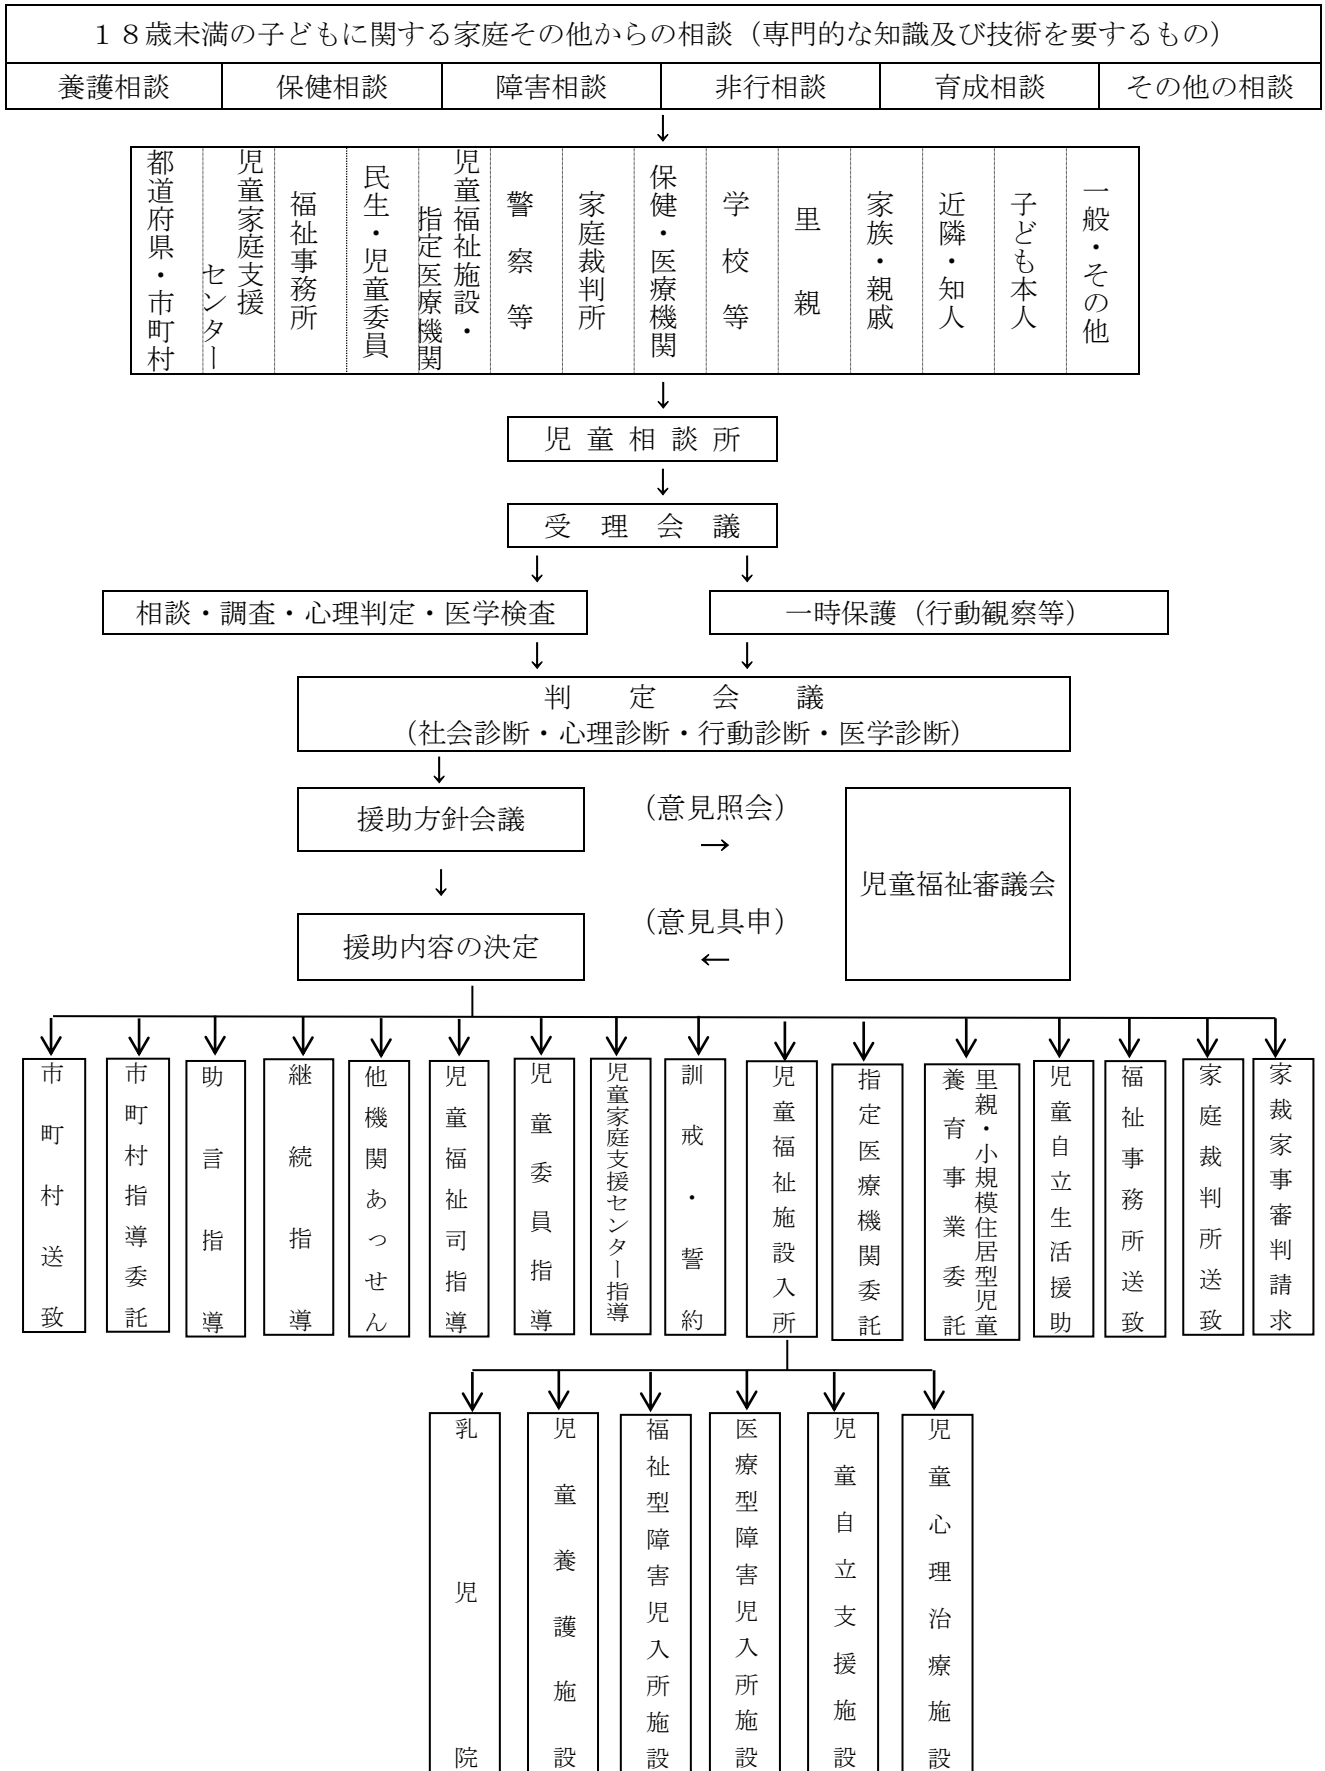 １８歳未満の子どもに関する家庭その他からの相談（専門的な知識及び技術を要するもの）
養護相談
保健相談
障害相談
非行相談
育成相談
その他の相談
↓
都道府県・市町村
児童家庭支援
センター
福祉事務所
民生・児童委員
児童福祉施設・
指定医療機関
警察等
家庭裁判所
保健・医療機関
学校等
里親
家族・親戚
近隣・知人
子ども本人
一般・その他
↓
児童相談所
↓
受理会議
↓ ↓
相談・調査・心理判定・医学検査
一時保護（行動観察等）
↓ ↓
判定会議
（社会診断・心理診断・行動診断・医学診断）
↓
援助方針会議
（意見照会）
→
児童福祉審議会
↓
援助内容の決定
（意見具申）
←
市町村送致
市町村指導委託
助言指導
継続指導
他機関あっせん
児童福祉司指導
児童委員指導
児童家庭支援センター指導
訓戒・誓約
児童福祉施設入所
指定医療機関委託
里親・小規模住居型児童
養育事業委託
児童自立生活援助
福祉事務所送致
家庭裁判所送致
家裁家事審判請求
乳児院
児童養護施設
福祉型障害児入所施設
医療型障害児入所施設
児童自立支援施設
児童心理治療施設